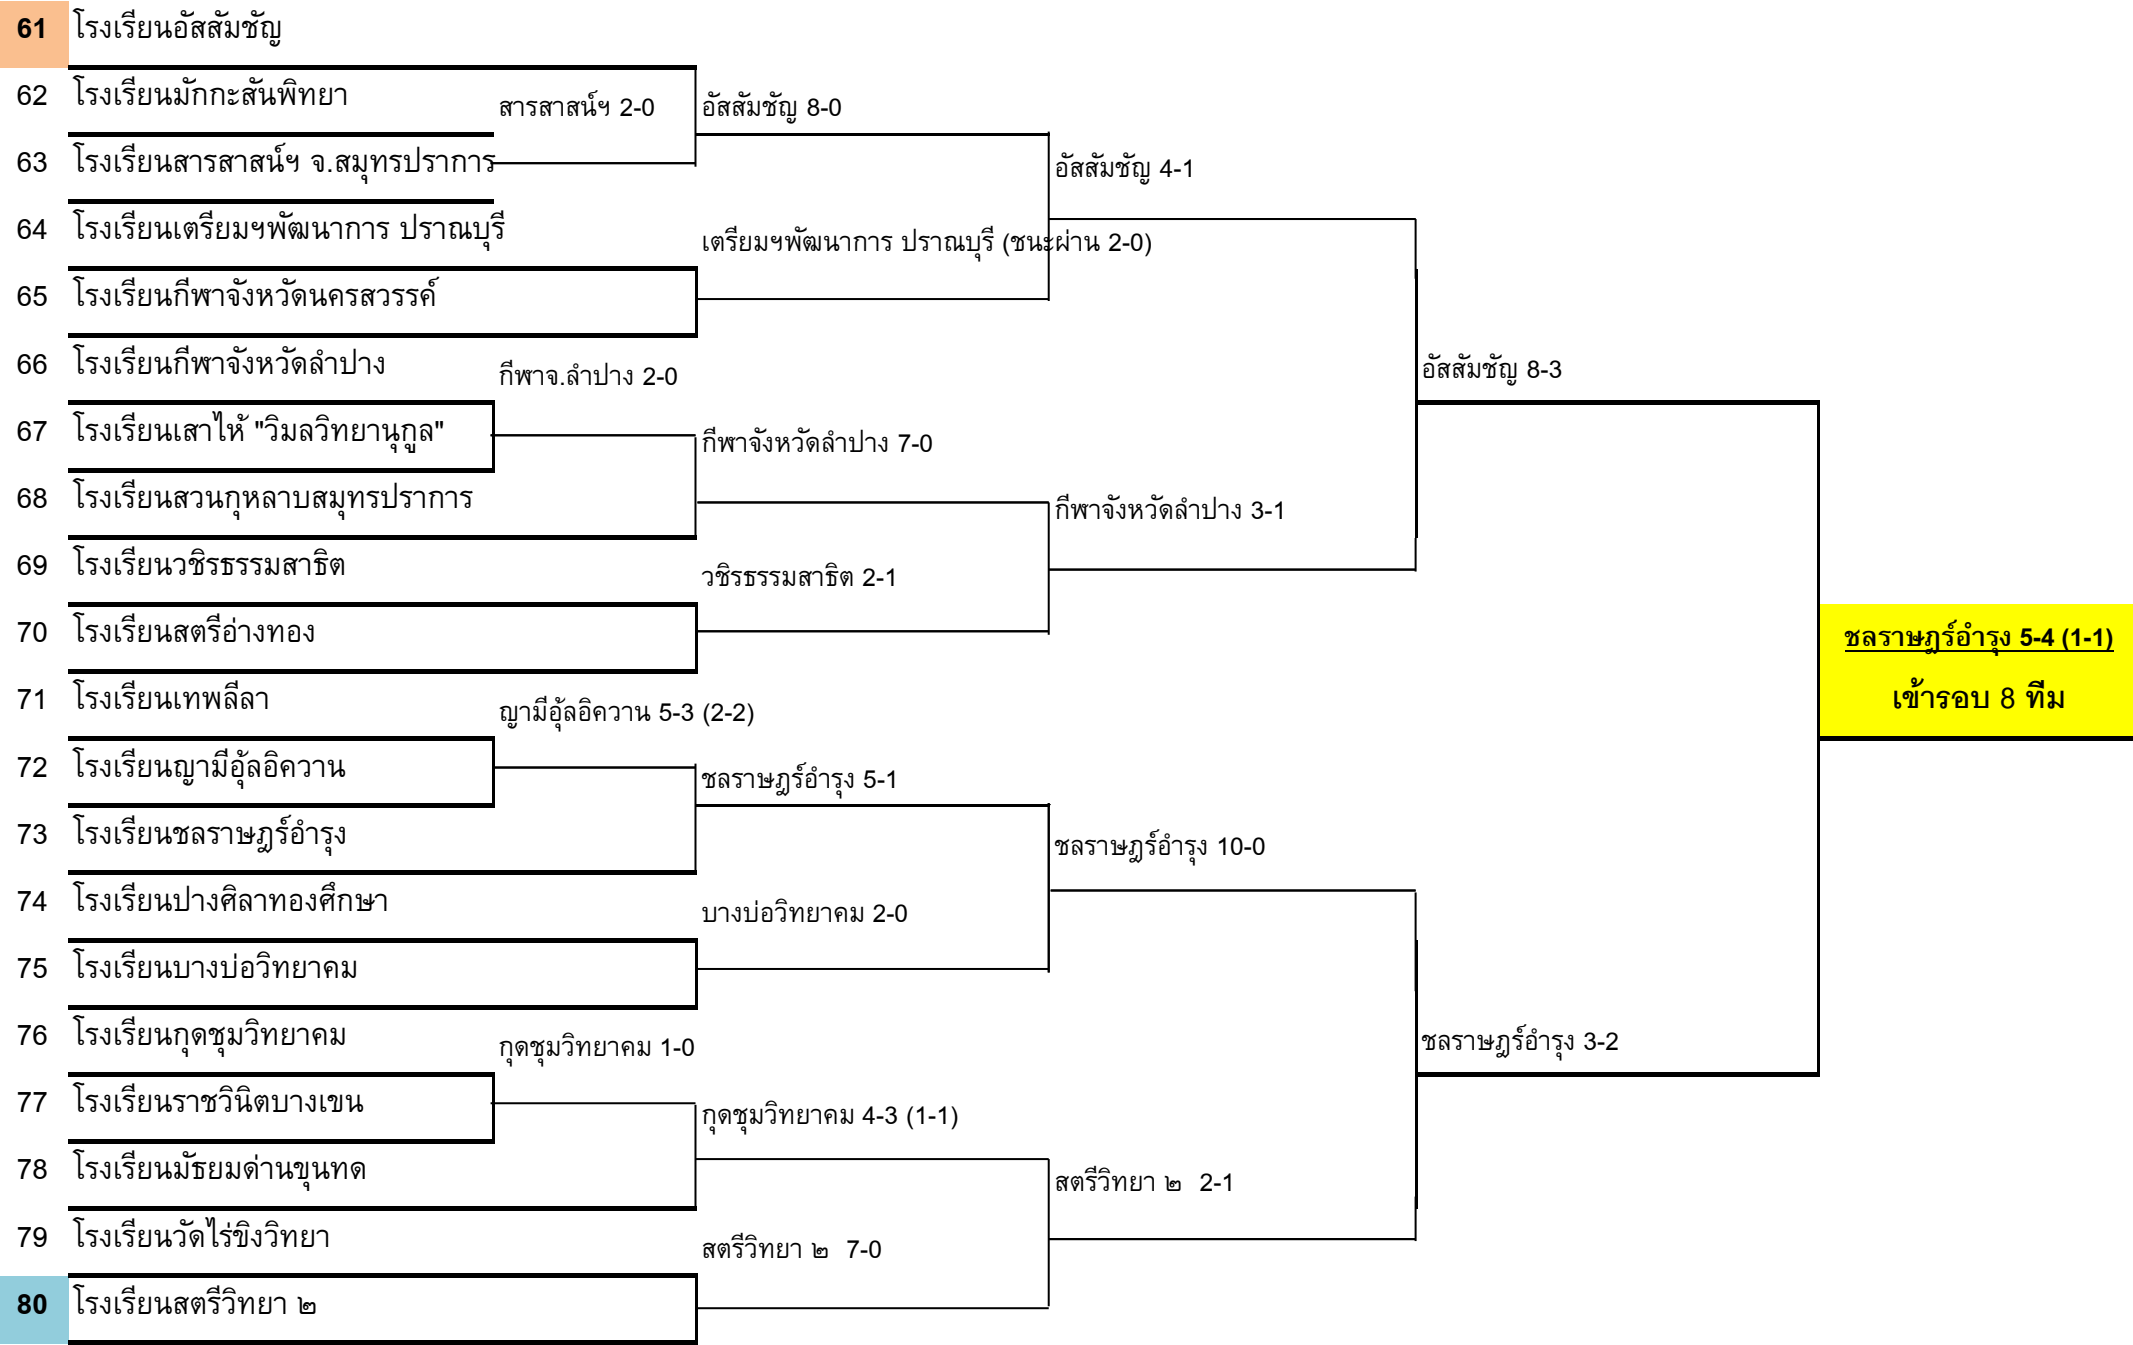 61 โรงเรียนอัสสัมชัญ
62 โรงเรียนมักกะสันพิทยา
สารสาสน์ฯ 2-0
อัสสัมชัญ 8-0
63 โรงเรียนสารสาสน์ฯ จ.สมุทรปราการ
อัสสัมชัญ 4-1
64 โรงเรียนเตรียมฯพัฒนาการ ปราณบุรี
เตรียมฯพัฒนาการ ปราณบุรี (ชนะผ่าน 2-0)
65 โรงเรียนกีฬาจังหวัดนครสวรรค์
66 โรงเรียนกีฬาจังหวัดลำปาง
กีฬาจ.ลำปาง 2-0
อัสสัมชัญ 8-3
67 โรงเรียนเสาไห้ "วิมลวิทยานุกูล"
กีฬาจังหวัดลำปาง 7-0
68 โรงเรียนสวนกุหลาบสมุทรปราการ
กีฬาจังหวัดลำปาง 3-1
69 โรงเรียนวชิรธรรมสาธิต
วชิรธรรมสาธิต 2-1
70 โรงเรียนสตรีอ่างทอง
ชลราษฎร์อำรุง 5-4 (1-1)
เข้ารอบ 8 ทีม
71 โรงเรียนเทพลีลา
ญามีอุ้ลอิควาน 5-3 (2-2)
72 โรงเรียนญามีอุ้ลอิควาน
ชลราษฎร์อำรุง 5-1
73 โรงเรียนชลราษฎร์อำรุง
ชลราษฎร์อำรุง 10-0
74 โรงเรียนปางศิลาทองศึกษา
บางบ่อวิทยาคม 2-0
75 โรงเรียนบางบ่อวิทยาคม
76 โรงเรียนกุดชุมวิทยาคม
กุดชุมวิทยาคม 1-0
ชลราษฎร์อำรุง 3-2
77 โรงเรียนราชวินิตบางเขน
กุดชุมวิทยาคม 4-3 (1-1)
78 โรงเรียนมัธยมด่านขุนทด
สตรีวิทยา ๒ 2-1
79 โรงเรียนวัดไร่ขิงวิทยา
สตรีวิทยา ๒ 7-0
80 โรงเรียนสตรีวิทยา ๒